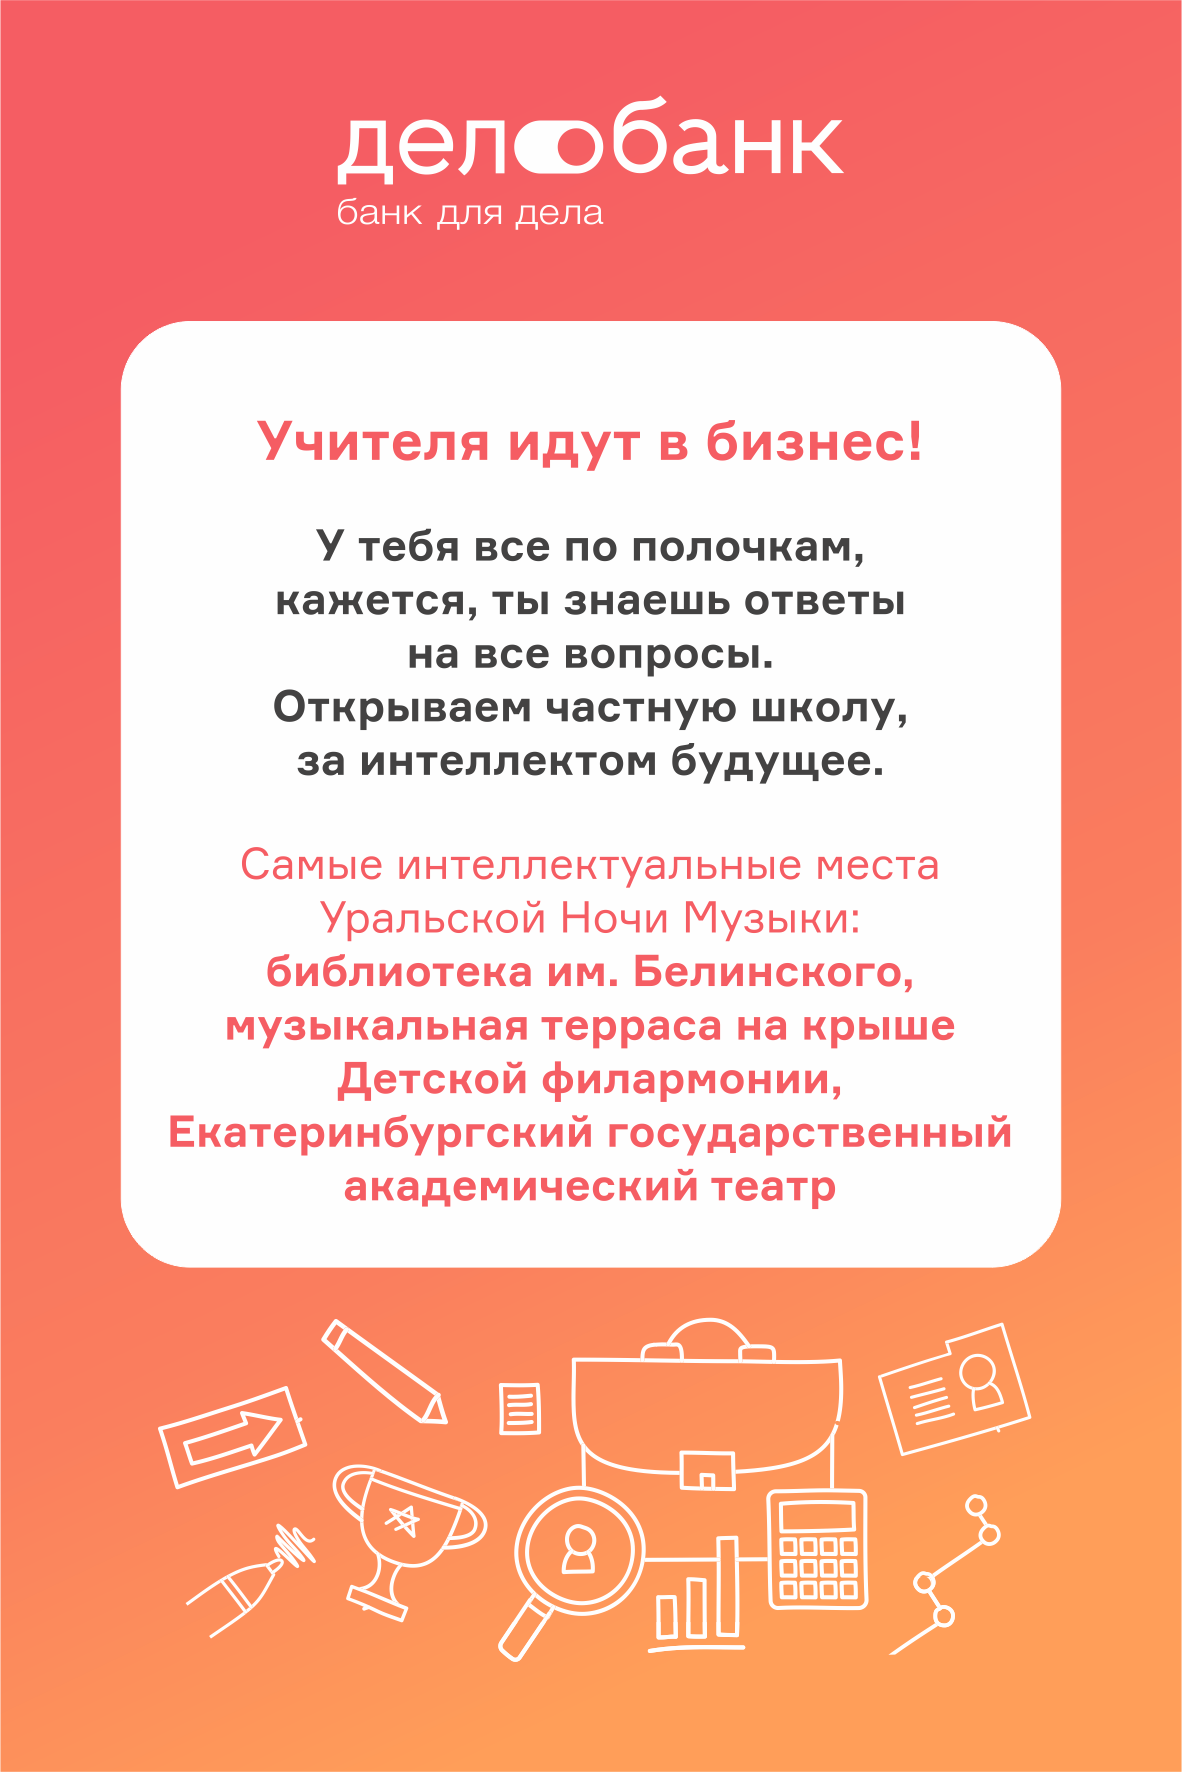 делобанк
банк для дела
Учителя идут в бизнес!
У тебя все по полочкам,
кажется, ты знаешь ответы
на все вопросы.
Открываем частную школу,
за интеллектом будущее.
Самые интеллектуальные места
Уральской Ночи Музыки:
библиотека им. Белинского,
музыкальная терраса на крыше
Детской филармонии,
Екатеринбургский государственный
академический театр